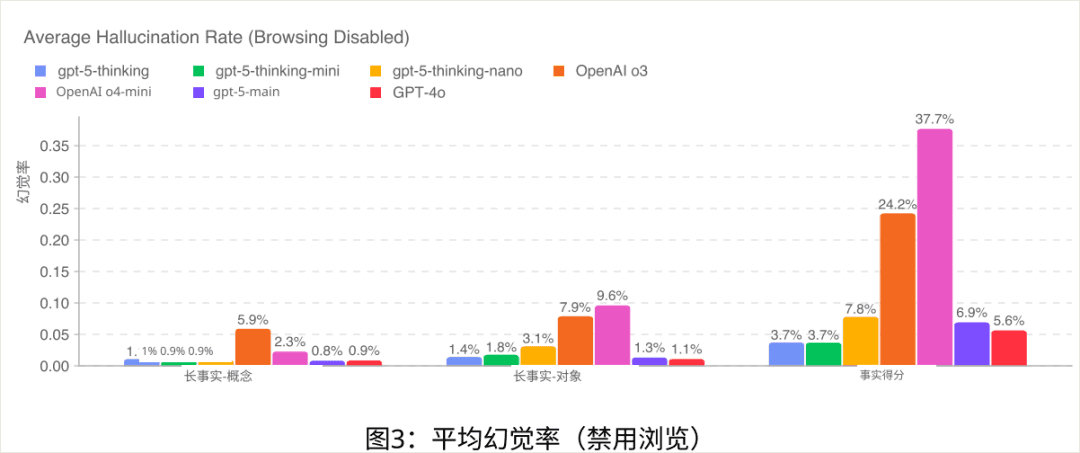 Average Hallucination Rate (Browsing Disabled)
gpt-5-thinking gpt-5-thinking-mini gpt-5-thinking-nano OpenAI o3
OpenAI o4-mini gpt-5-main GPT-4o
幻觉率
0.35
0.30
0.25
0.20
0.15
0.10
0.05
0.00
1. 1% 0.9% 0.9% 5.9% 2.3% 0.8% 0.9%
1.4% 1.8% 3.1% 7.9% 9.6% 1.3% 1.1%
3.7% 3.7% 7.8% 24.2% 37.7% 6.9% 5.6%
长事实-概念 长事实-对象 事实得分
图3：平均幻觉率（禁用浏览）